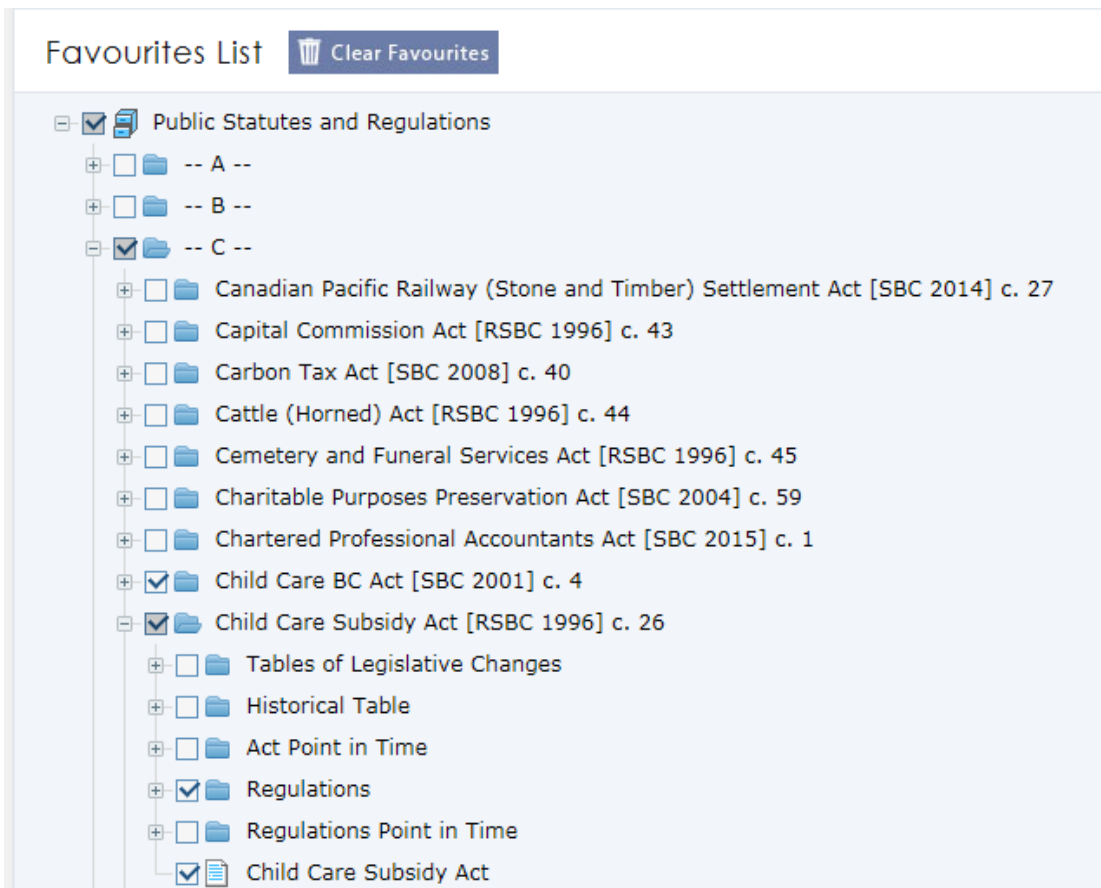 Favourites List Clear Favourites
Public Statutes and Regulations
-- A --
-- B --
-- C --
Canadian Pacific Railway (Stone and Timber) Settlement Act [SBC 2014] c. 27
Capital Commission Act [RSBC 1996] c. 43
Carbon Tax Act [SBC 2008] c. 40
Cattle (Horned) Act [RSBC 1996] c. 44
Cemetery and Funeral Services Act [RSBC 1996] c. 45
Charitable Purposes Preservation Act [SBC 2004] c. 59
Chartered Professional Accountants Act [SBC 2015] c. 1
Child Care BC Act [SBC 2001] c. 4
Child Care Subsidy Act [RSBC 1996] c. 26
Tables of Legislative Changes
Historical Table
Act Point in Time
Regulations
Regulations Point in Time
Child Care Subsidy Act